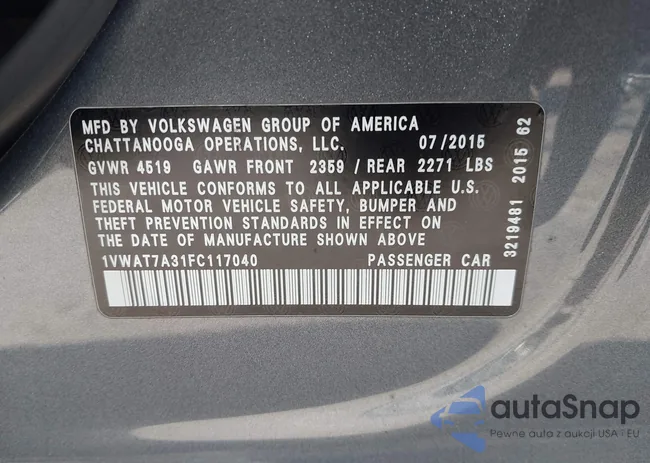 MFD BY VOLKSWAGEN GROUP OF AMERICA
CHATTANOOGA OPERATIONS, LLC. 07/2015
GVWR 4519 GAWR FRONT 2359 / REAR 2271 LBS
THIS VEHICLE CONFORMS TO ALL APPLICABLE U.S.
FEDERAL MOTOR VEHICLE SAFETY, BUMPER AND
THEFT PREVENTION STANDARDS IN EFFECT ON
THE DATE OF MANUFACTURE SHOWN ABOVE
1VWAT7A31FC117040 PASSENGER CAR
3219481 2015 62
autoSnap
Pewne auto z aukcji USA i EU